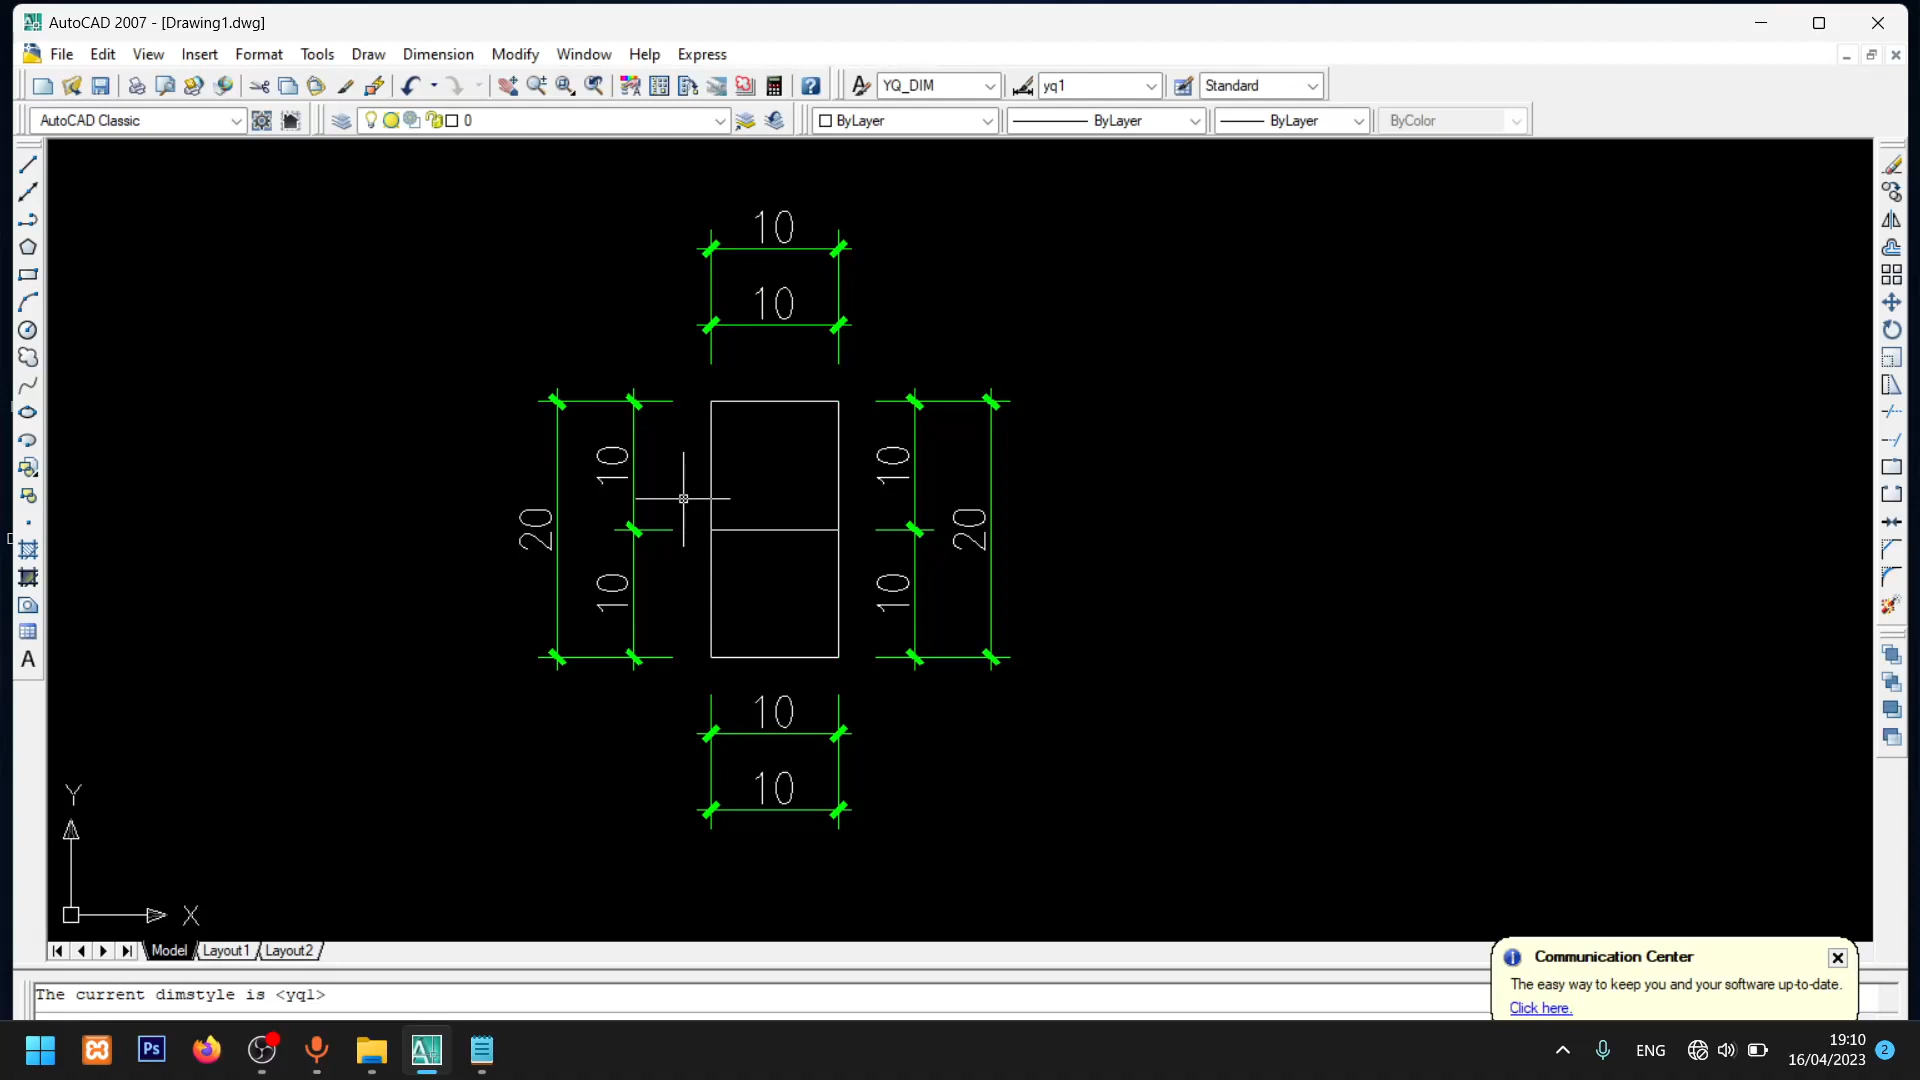 AutoCAD 2007 - [Drawing1.dwg]
File Edit View Insert Format Tools Draw Dimension Modify Window Help Express
YQ_DIM yq1 Standard
AutoCAD Classic 0 ByLayer ByLayer ByLayer ByColor
10
10
10 10
20 20
10 10
10
10
Y
X
A
Model Layout1 Layout2
The current dimstyle is <yq1>
Communication Center
The easy way to keep you and your software up-to-date.
Click here.
Ps
ENG
19:10
16/04/2023
2